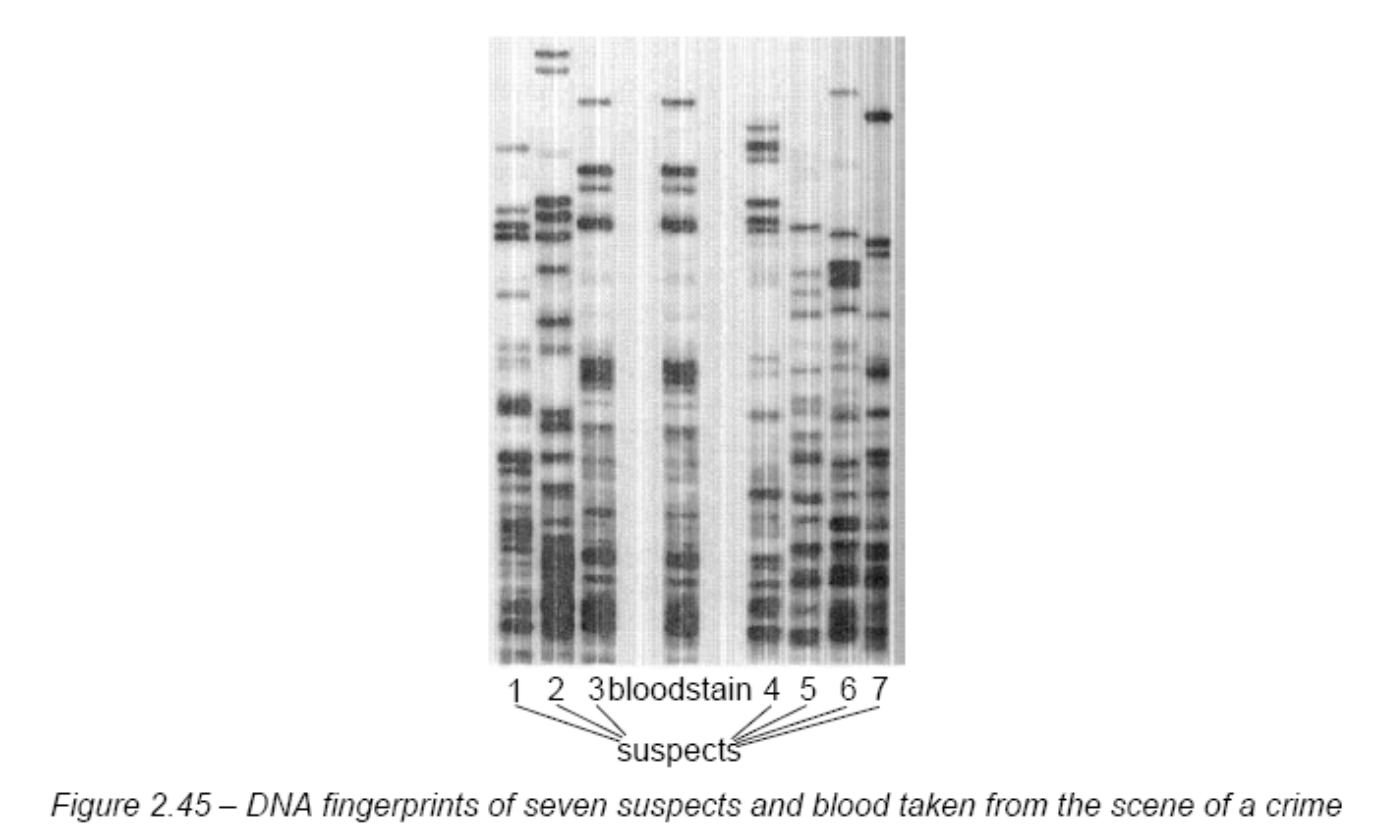 1 2 3 bloodstain 4 5 6 7
suspects
Figure 2.45 – DNA fingerprints of seven suspects and blood taken from the scene of a crime